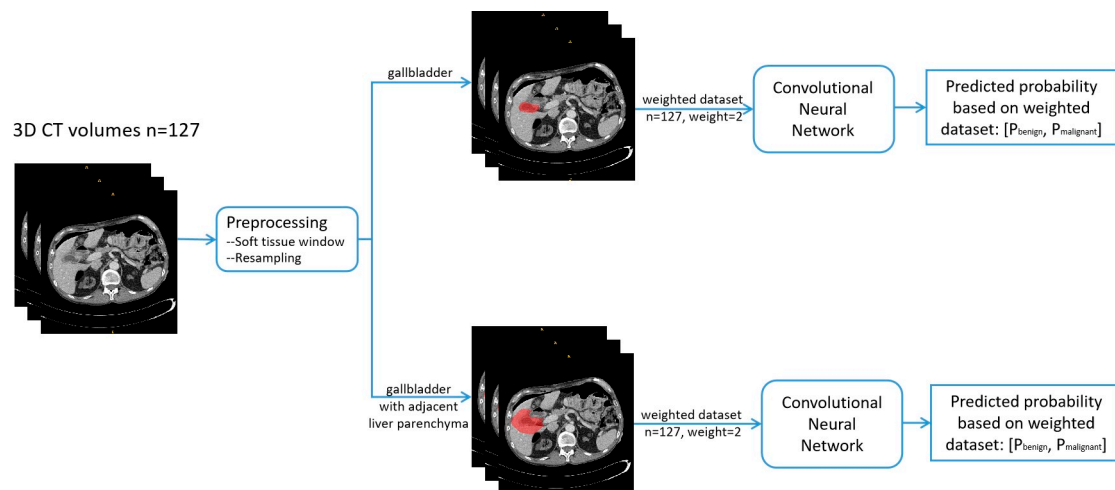 3D CT volumes n=127
Preprocessing
--Soft tissue window
--Resampling
gallbladder
weighted dataset
n=127, weight=2
Convolutional
Neural
Network
Predicted probability
based on weighted
dataset: [Pbenign, Pmalignant]
gallbladder
with adjacent
liver parenchyma
weighted dataset
n=127, weight=2
Convolutional
Neural
Network
Predicted probability
based on weighted
dataset: [Pbenign, Pmalignant]